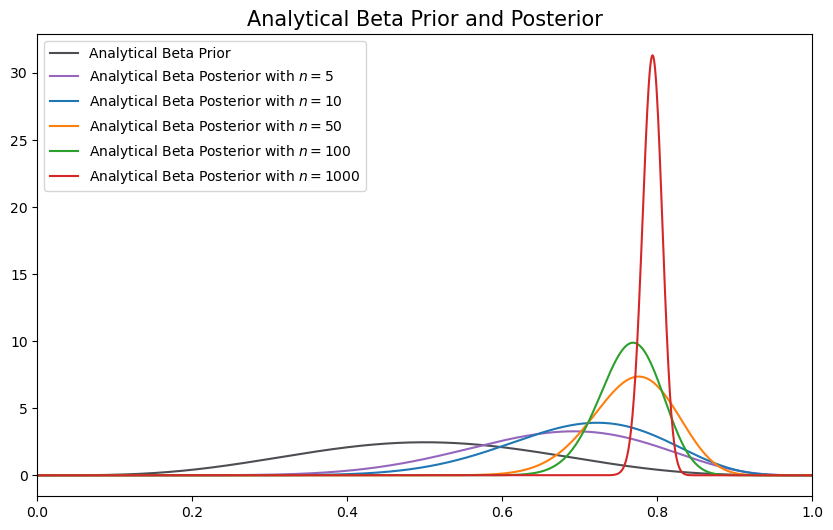 Analytical Beta Prior and Posterior
Analytical Beta Prior
Analytical Beta Posterior with n = 5
Analytical Beta Posterior with n = 10
Analytical Beta Posterior with n = 50
Analytical Beta Posterior with n = 100
Analytical Beta Posterior with n = 1000
30
25
20
15
10
5
0
0.0 0.2 0.4 0.6 0.8 1.0